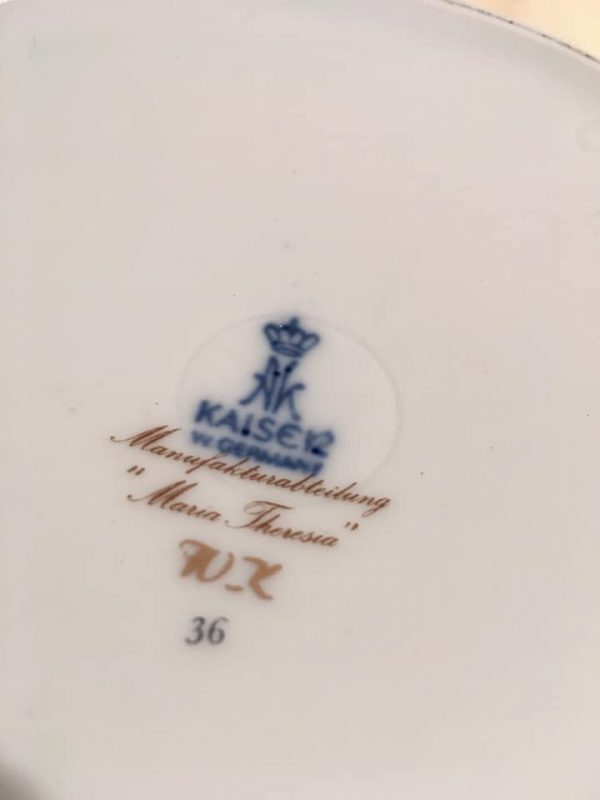 AK
KAISER
W. GERMANY
Manufakturabteilung
"Maria Theresia"
W-K
36